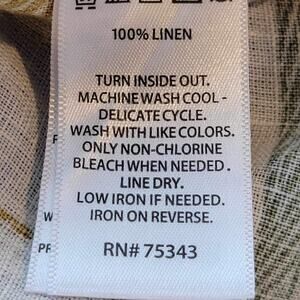 100% LINEN
TURN INSIDE OUT.
MACHINE WASH COOL -
DELICATE CYCLE.
WASH WITH LIKE COLORS.
ONLY NON-CHLORINE
BLEACH WHEN NEEDED.
LINE DRY.
LOW IRON IF NEEDED.
IRON ON REVERSE.
RN# 75343